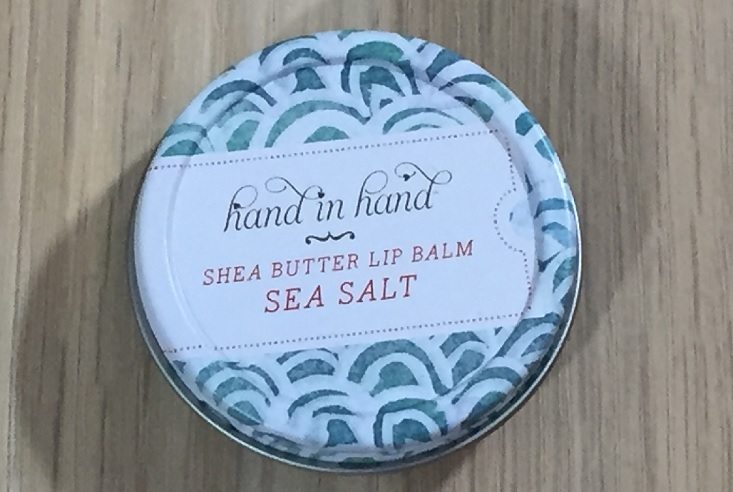 hand in hand
SHEA BUTTER LIP BALM
SEA SALT